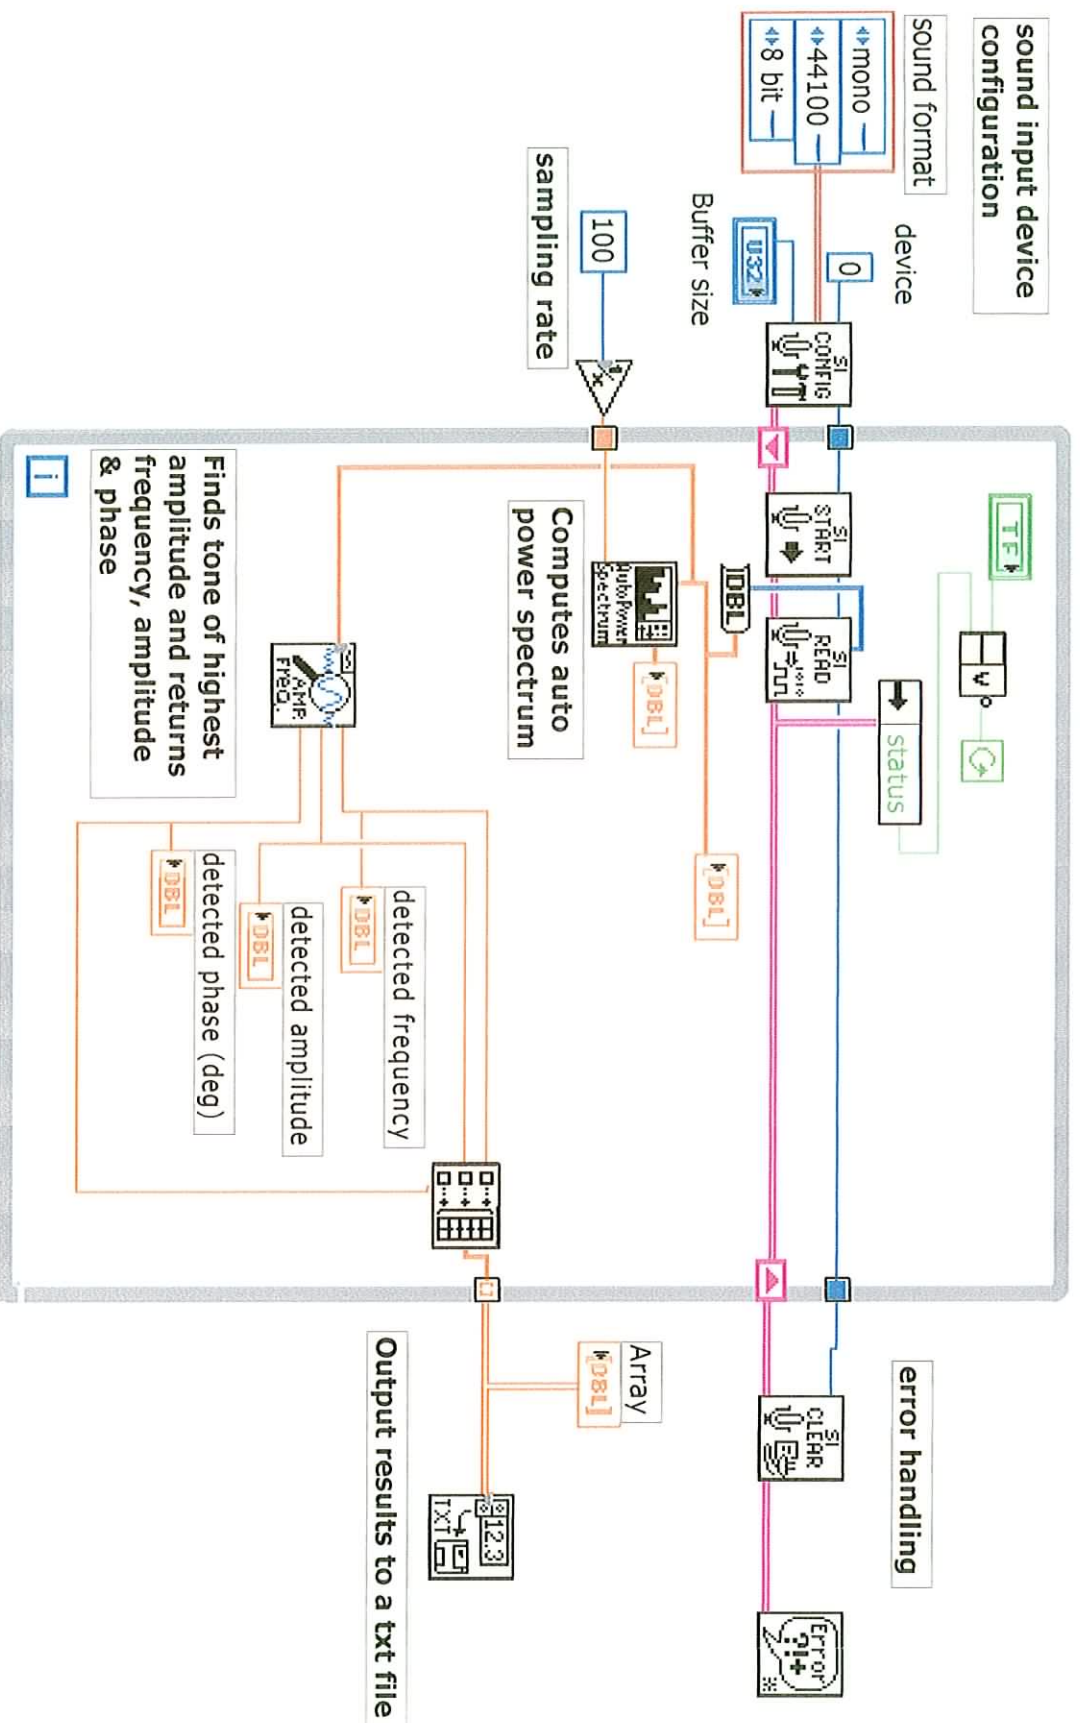 sound input device
configuration
sound format
mono
44100
8 bit
device
0
Buffer size
U32
SI
CONFIG
sampling rate
100
TF
SI
START
SI
READ
status
]DBL
Computes auto
power spectrum
AutoPower
Spectrum
[DBL]
[DBL]
Finds tone of highest
amplitude and returns
frequency, amplitude
& phase
i
AMP
FREQ.
detected frequency
DBL
detected amplitude
DBL
detected phase (deg)
DBL
Array
[DBL]
Output results to a txt file
12.3
TXT
error handling
SI
CLEAR
Error
?!+